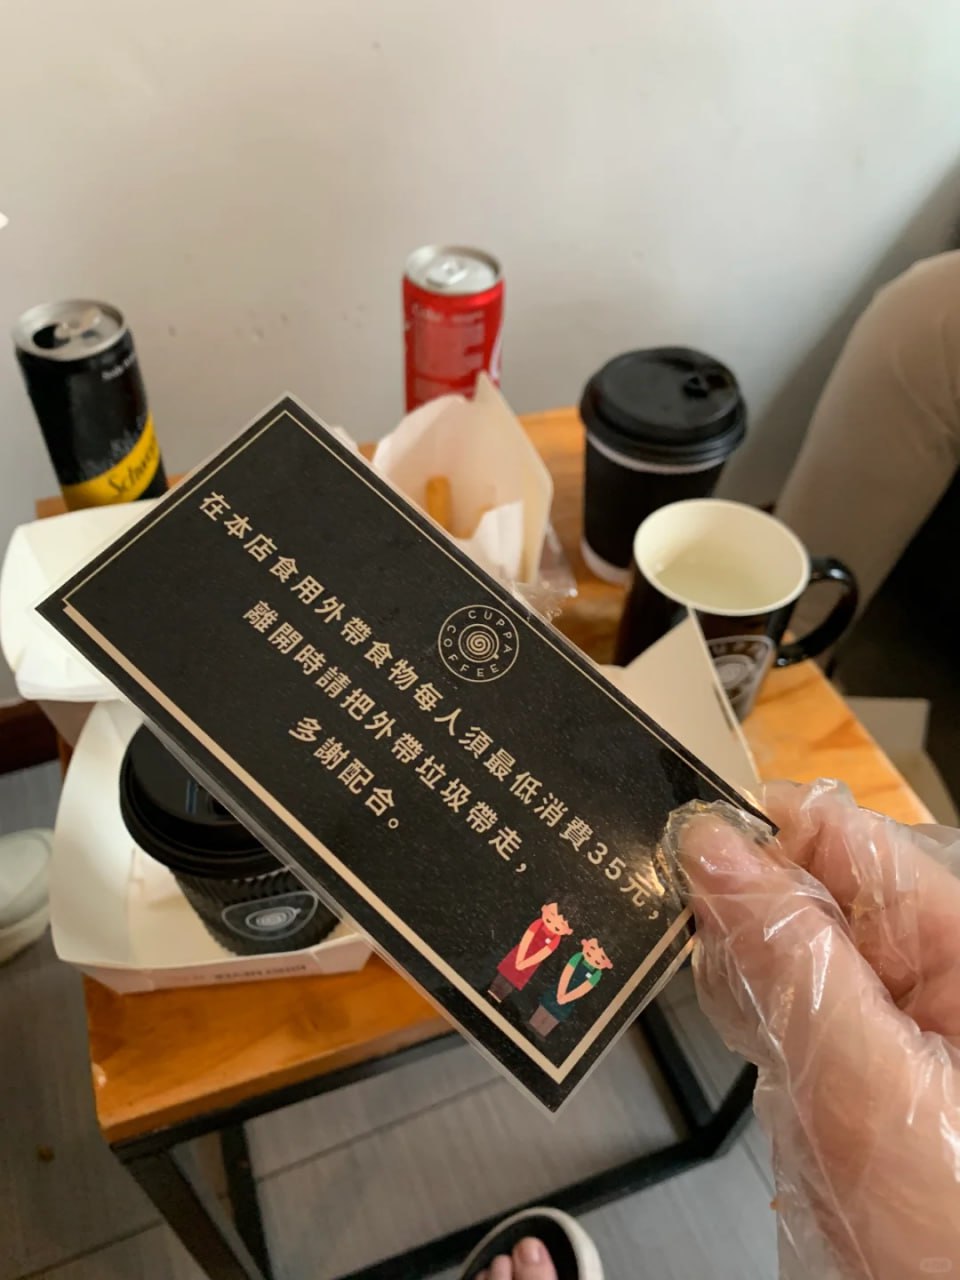 CUPPA COFFEE
在本店食用外帶食物每人須最低消費35元,
離開時請把外帶垃圾帶走,
多謝配合。
Schwe